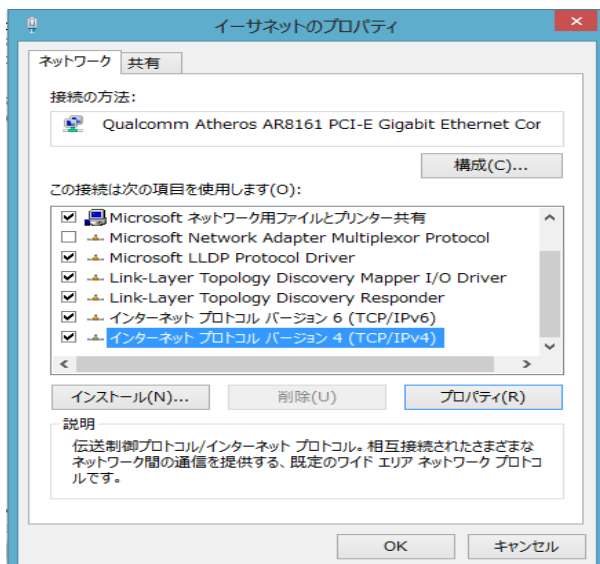 イーサネットのプロパティ
ネットワーク 共有
接続の方法:
Qualcomm Atheros AR8161 PCI-E Gigabit Ethernet Cor
構成(C)...
この接続は次の項目を使用します(O):
Microsoft ネットワーク用ファイルとプリンター共有
Microsoft Network Adapter Multiplexor Protocol
Microsoft LLDP Protocol Driver
Link-Layer Topology Discovery Mapper I/O Driver
Link-Layer Topology Discovery Responder
インターネット プロトコル バージョン 6 (TCP/IPv6)
インターネット プロトコル バージョン 4 (TCP/IPv4)
インストール(N)... 削除(U) プロパティ(R)
説明
伝送制御プロトコル/インターネット プロトコル。相互接続されたさまざまな
ネットワーク間の通信を提供する、既定のワイド エリア ネットワーク プロトコ
ルです。
OK キャンセル